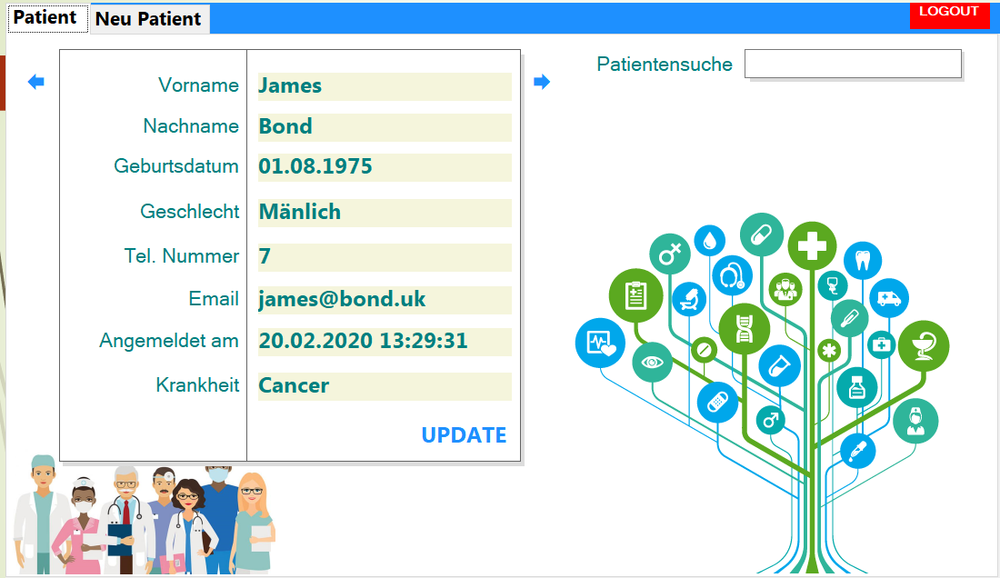 Patient Neu Patient LOGOUT
Patientensuche
Vorname James
Nachname Bond
Geburtsdatum 01.08.1975
Geschlecht Mänlich
Tel. Nummer 7
Email james@bond.uk
Angemeldet am 20.02.2020 13:29:31
Krankheit Cancer
UPDATE